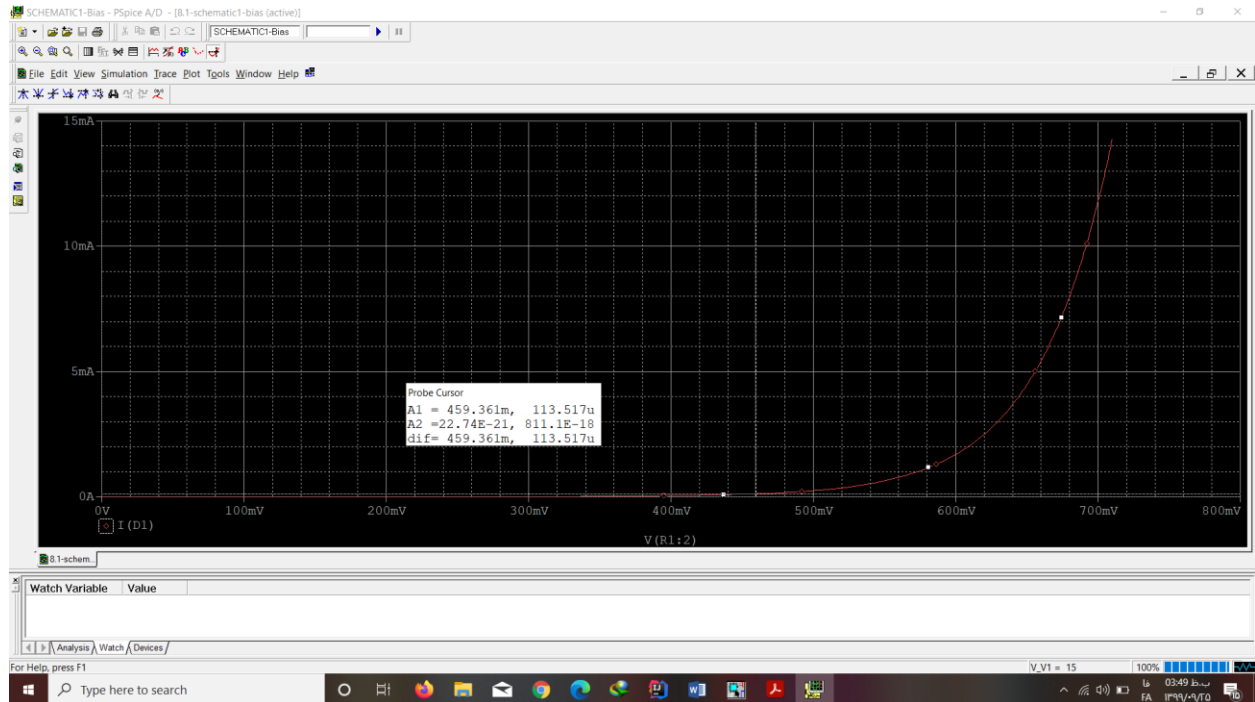 SCHEMATIC1-Bias - PSpice A/D - [8.1-schematic1-bias (active)]
SCHEMATIC1-Bias
File Edit View Simulation Trace Plot Tools Window Help
15mA
10mA
5mA
0A
Probe Cursor
A1 = 459.361m, 113.517u
A2 =22.74E-21, 811.1E-18
dif= 459.361m, 113.517u
0V 100mV 200mV 300mV 400mV 500mV 600mV 700mV 800mV
I(D1)
V(R1:2)
8.1-schem...
Watch Variable Value
Analysis Watch Devices
For Help, press F1
V_V1 = 15 100%
Type here to search
فا
FA
03:49 ب.ظ
۱۳۹۹/۰۹/۲۵